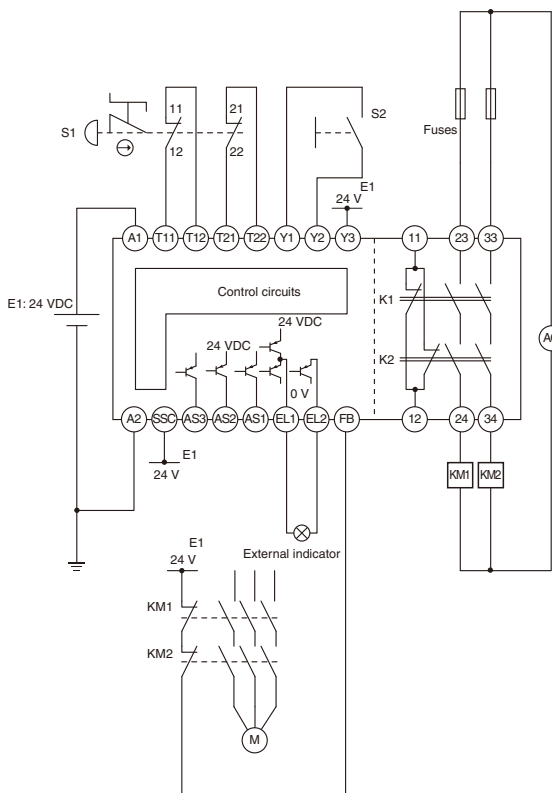 11
21
S2
S1
Fuses
12
22
E1
24 V
A1 T11 T12 T21 T22 Y1 Y2 Y3 11 23 33
Control circuits
K1
E1: 24 VDC
24 VDC
24 VDC
K2
0 V
A2 SSC AS3 AS2 AS1 EL1 EL2 FB 12 24 34
E1
24 V
KM1 KM2
E1
24 V
External indicator
KM1
KM2
M